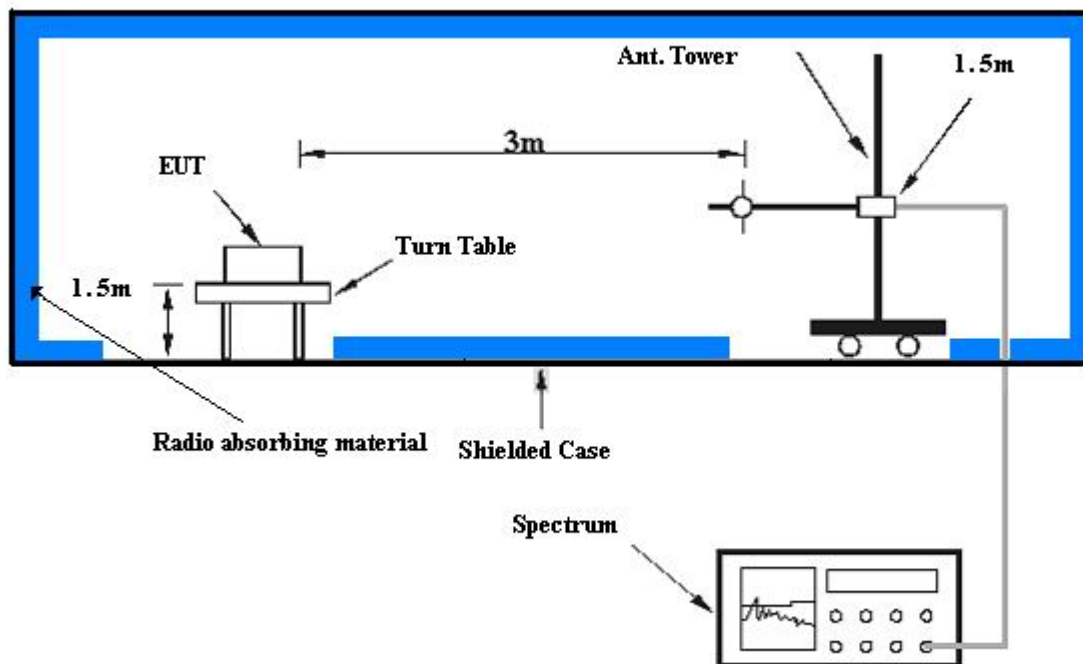 Ant. Tower
1.5m
3m
EUT
Turn Table
1.5m
Radio absorbing material
Shielded Case
Spectrum